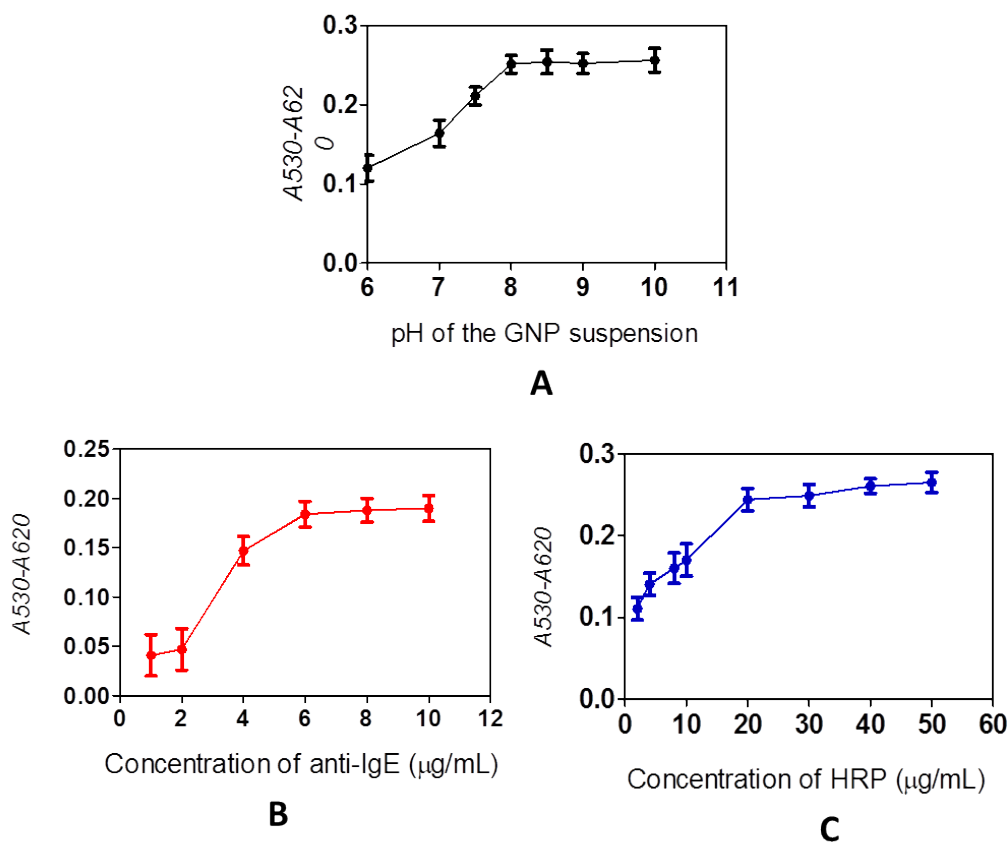 0.3
0.2
0.1
0.0
A530-A62
0
6 7 8 9 10 11
pH of the GNP suspension
A
0.25
0.20
0.15
0.10
0.05
0.00
A530-A620
0 2 4 6 8 10 12
Concentration of anti-IgE (μg/mL)
B
0.3
0.2
0.1
0.0
A530-A620
0 10 20 30 40 50 60
Concentration of HRP (μg/mL)
C